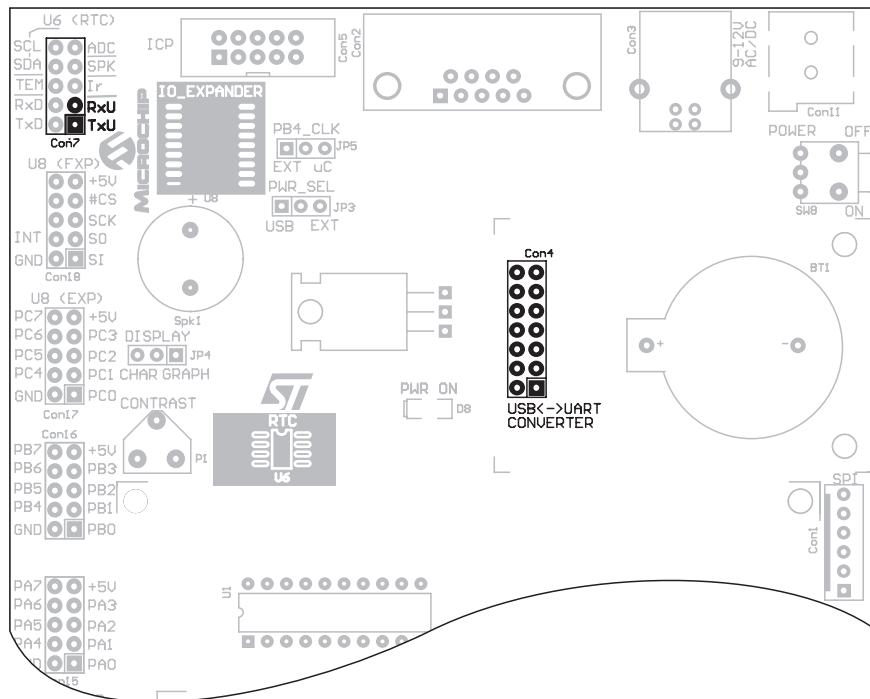 U6 (RTC)
SCL ADC
SDA SPK
TEM Ir
RxD RxU
TxD TxU
Con7
ICP
Con5
Con2
Con3
9-12V
AC/DC
Con11
IO_EXPANDER
MICROCHIP
+ U8
PB4_CLK
JP5
EXT uC
PWR_SEL
JP3
USB EXT
POWER OFF
SW8 ON
U8 (FXP)
+5V
#CS
SCK
INT SO
GND SI
Con18
Spk1
Con4
USB<->UART
CONVERTER
BT1
+ -
U8 (EXP)
PC7 +5V
PC6 PC3
PC5 PC2
PC4 PC1
GND PC0
Con17
DISPLAY
JP4
CHAR GRAPH
CONTRAST
P1
ST
RTC
U6
PWR ON
D8
Con16
PB7 +5V
PB6 PB3
PB5 PB2
PB4 PB1
GND PB0
SPI
Con1
PA7 +5V
PA6 PA3
PA5 PA2
PA4 PA1
PA0
U1